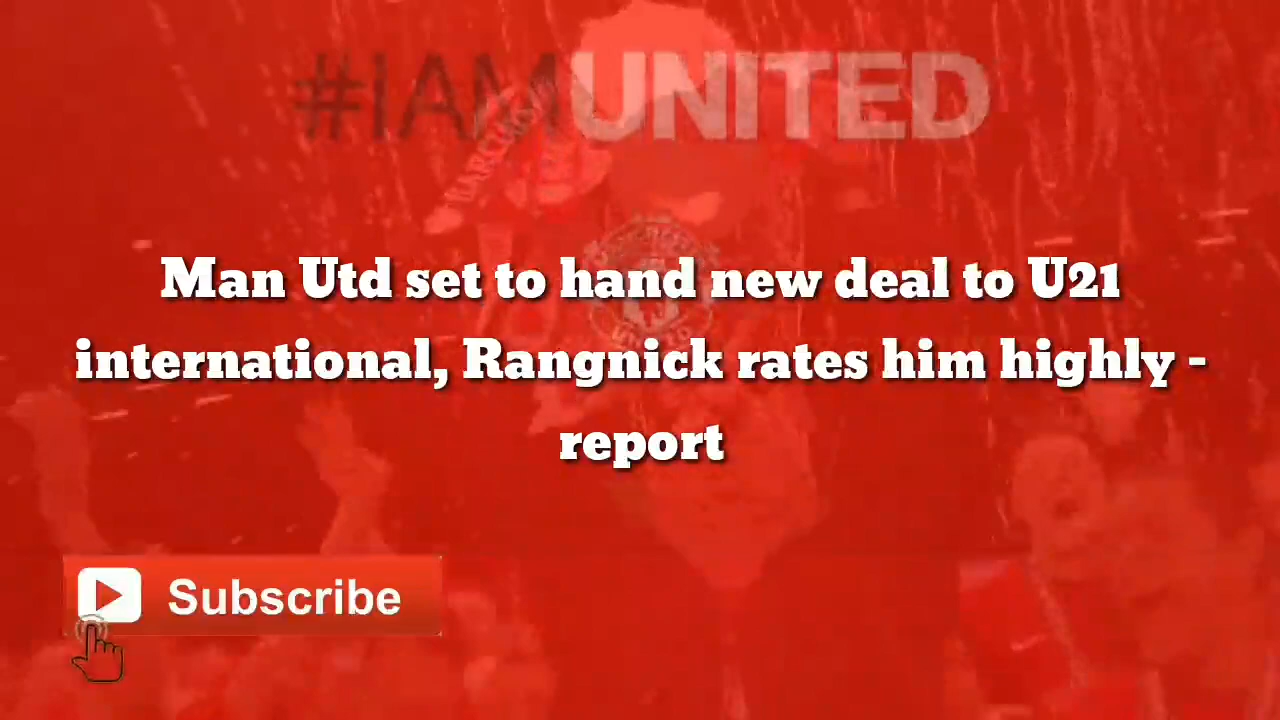 #IAMUNITED
Man Utd set to hand new deal to U21
international, Rangnick rates him highly -
report
Subscribe